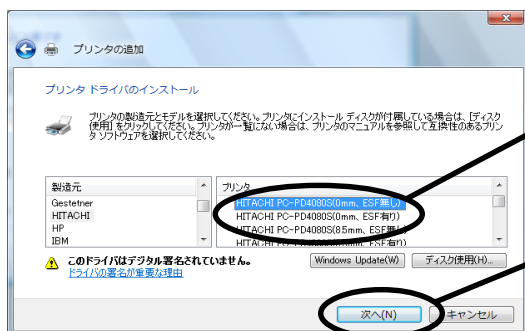 プリンタの追加
プリンタ ドライバのインストール
プリンタの製造元とモデルを選択してください。プリンタにインストール ディスクが付属している場合は、[ディスク
使用] をクリックしてください。プリンタが一覧にない場合は、プリンタのマニュアルを参照して互換性のあるプリン
タ ソフトウェアを選択してください。
製造元
Gestetner
HITACHI
HP
IBM
プリンタ
HITACHI PC-PD4080S(0mm、ESF無し)
HITACHI PC-PD4080S(0mm、ESF有り)
HITACHI PC-PD4080S(8.5mm、ESF無し)
このドライバはデジタル署名されていません。
ドライバの署名が重要な理由
Windows Update(W)
ディスク使用(H)...
次へ(N)
キャンセル